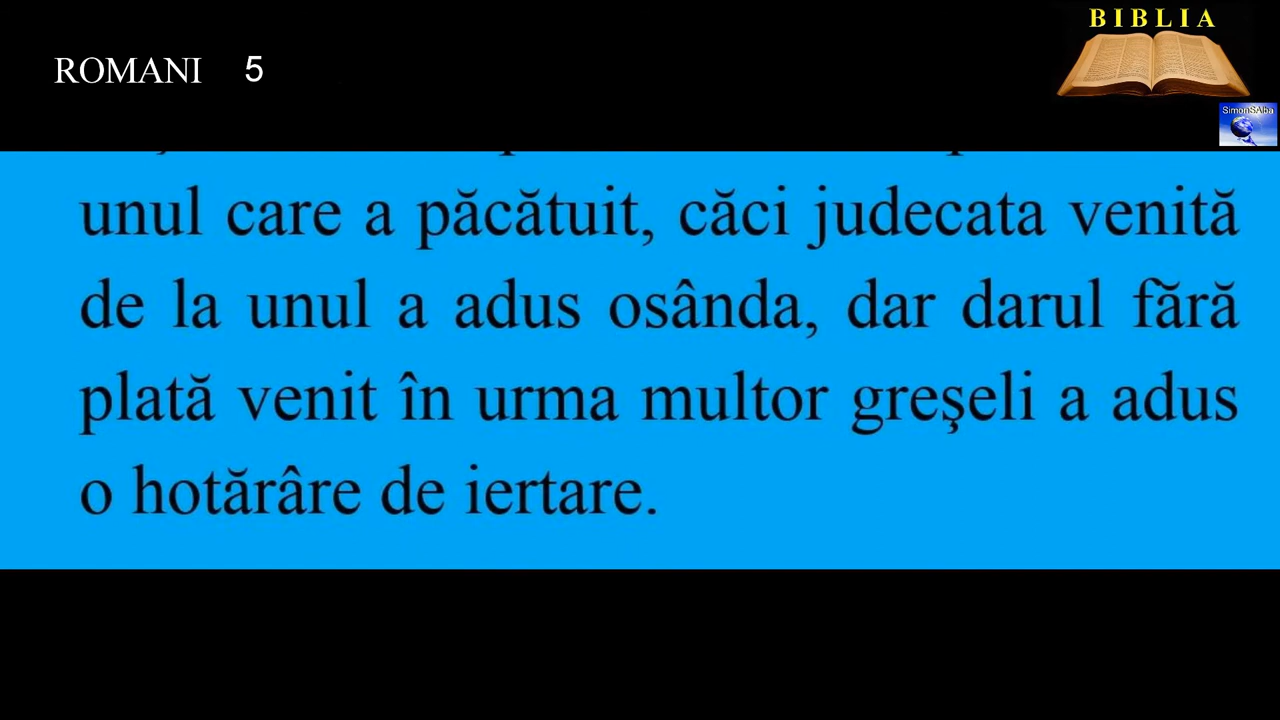 BIBLIA
ROMANI 5
SimonSAlba
unul care a păcătuit, căci judecata venită
de la unul a adus osânda, dar darul fără
plată venit în urma multor greşeli a adus
o hotărâre de iertare.